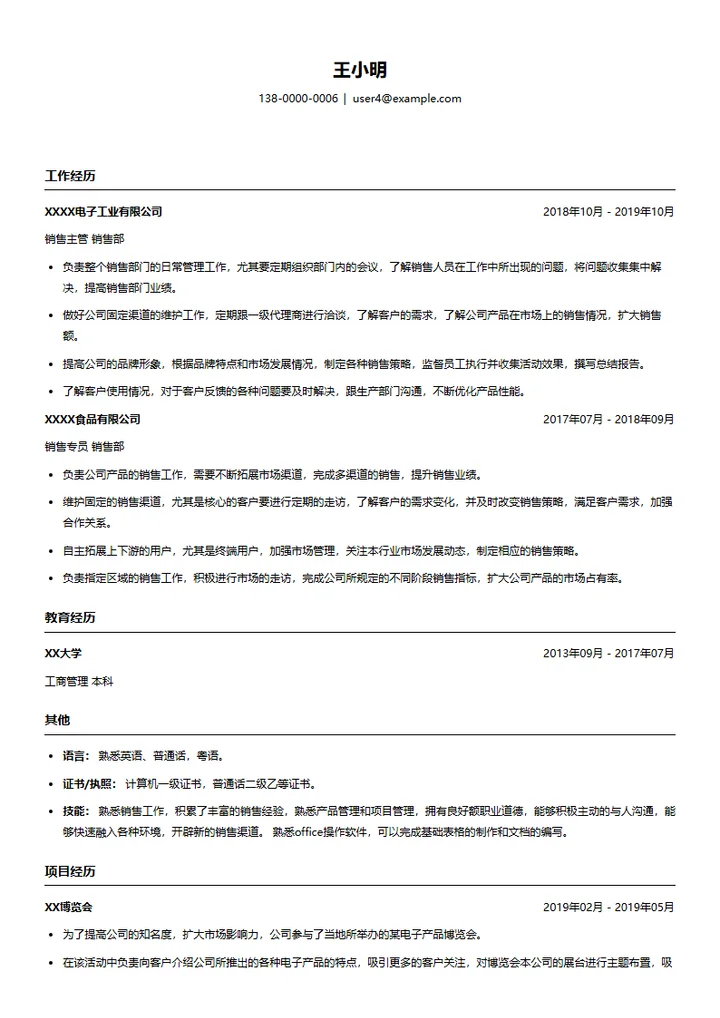 王小明
138-0000-0006 | user4@example.com
工作经历
XXXX电子工业有限公司 2018年10月 - 2019年10月
销售主管 销售部
• 负责整个销售部门的日常管理工作，尤其要定期组织部门内的会议，了解销售人员在工作中所出现的问题，将问题收集集中解
决，提高销售部门业绩。
• 做好公司固定渠道的维护工作，定期跟一级代理商进行洽谈，了解客户的需求，了解公司产品在市场上的销售情况，扩大销售
额。
• 提高公司的品牌形象，根据品牌特点和市场发展情况，制定各种销售策略，监督员工执行并收集活动效果，撰写总结报告。
• 了解客户使用情况，对于客户反馈的各种问题要及时解决，跟生产部门沟通，不断优化产品性能。
XXXX食品有限公司 2017年07月 - 2018年09月
销售专员 销售部
• 负责公司产品的销售工作，需要不断拓展市场渠道，完成多渠道的销售，提升销售业绩。
• 维护固定的销售渠道，尤其是核心的客户要进行定期的走访，了解客户的需求变化，并及时改变销售策略，满足客户需求，加强
合作关系。
• 自主拓展上下游的用户，尤其是终端用户，加强市场管理，关注本行业市场发展动态，制定相应的销售策略。
• 负责指定区域的销售工作，积极进行市场的走访，完成公司所规定的不同阶段销售指标，扩大公司产品的市场占有率。
教育经历
XX大学 2013年09月 - 2017年07月
工商管理 本科
其他
• 语言： 熟悉英语、普通话，粤语。
• 证书/执照： 计算机一级证书，普通话二级乙等证书。
• 技能： 熟悉销售工作，积累了丰富的销售经验，熟悉产品管理和项目管理，拥有良好额职业道德，能够积极主动的与人沟通，能
够快速融入各种环境，开辟新的销售渠道。 熟悉office操作软件，可以完成基础表格的制作和文档的编写。
项目经历
XX博览会 2019年02月 - 2019年05月
• 为了提高公司的知名度，扩大市场影响力，公司参与了当地所举办的某电子产品博览会。
• 在该活动中负责向客户介绍公司所推出的各种电子产品的特点，吸引更多的客户关注，对博览会本公司的展台进行主题布置，吸